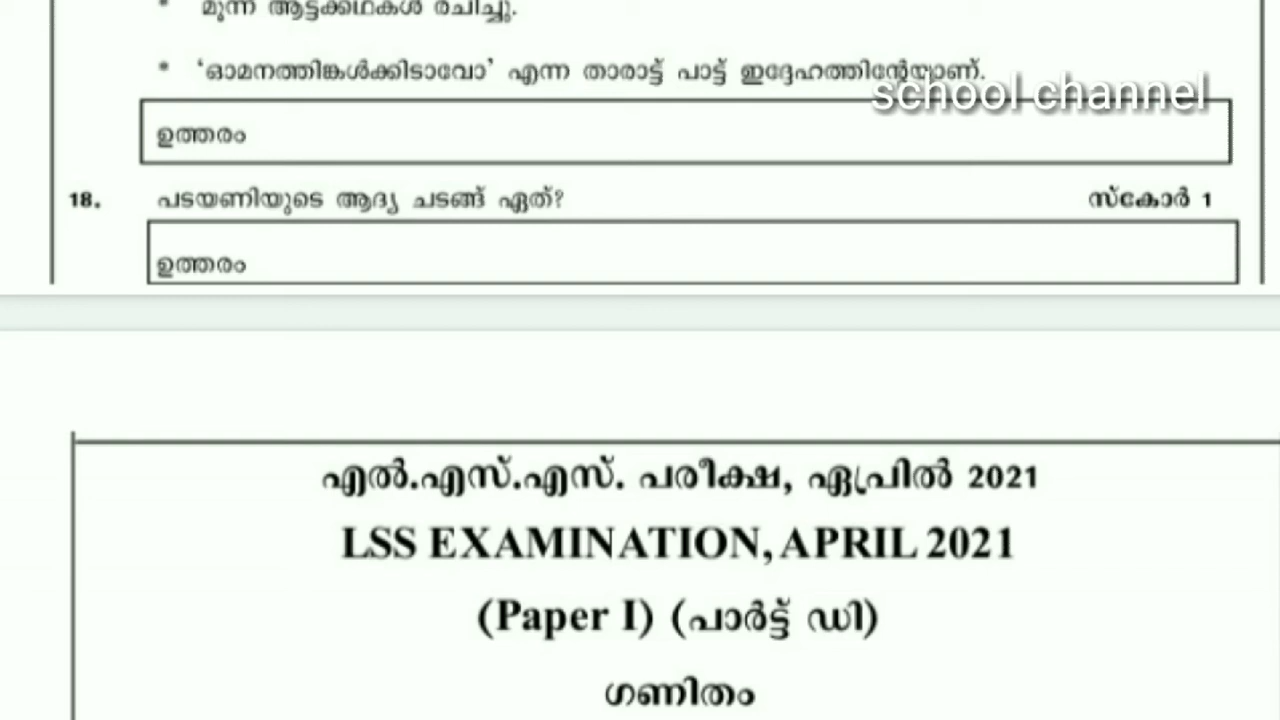 * മൂന്ന് ആട്ടക്കഥകൾ രചിച്ചു.
* ‘ഓമനത്തിങ്കൾക്കിടാവോ’ എന്ന താരാട്ട് പാട്ട് ഇദ്ദേഹത്തിന്റേയാണ്.
school channel
ഉത്തരം
18. പടയണിയുടെ ആദ്യ ചടങ്ങ് ഏത്? സ്കോർ 1
ഉത്തരം
എൽ.എസ്.എസ്. പരീക്ഷ, ഏപ്രിൽ 2021
LSS EXAMINATION, APRIL 2021
(Paper I) (പാർട്ട് ഡി)
ഗണിതം